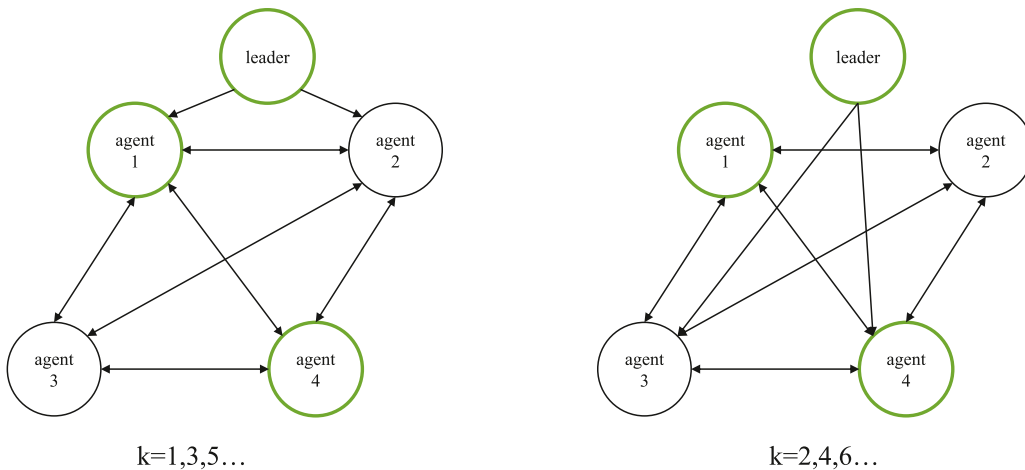 leader
agent
1
agent
2
agent
3
agent
4
k=1,3,5…
leader
agent
1
agent
2
agent
3
agent
4
k=2,4,6…